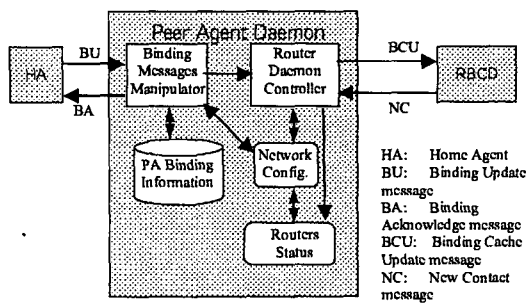 Peer Agent Daemon
HA
BU
BA
Binding
Messages
Manipulator
Router
Daemon
Controller
BCU
NC
RBCD
PA Binding
Information
Network
Config.
Routers
Status
HA: Home Agent
BU: Binding Update
message
BA: Binding
Acknowledge message
BCU: Binding Cache
Update message
NC: New Contact
message